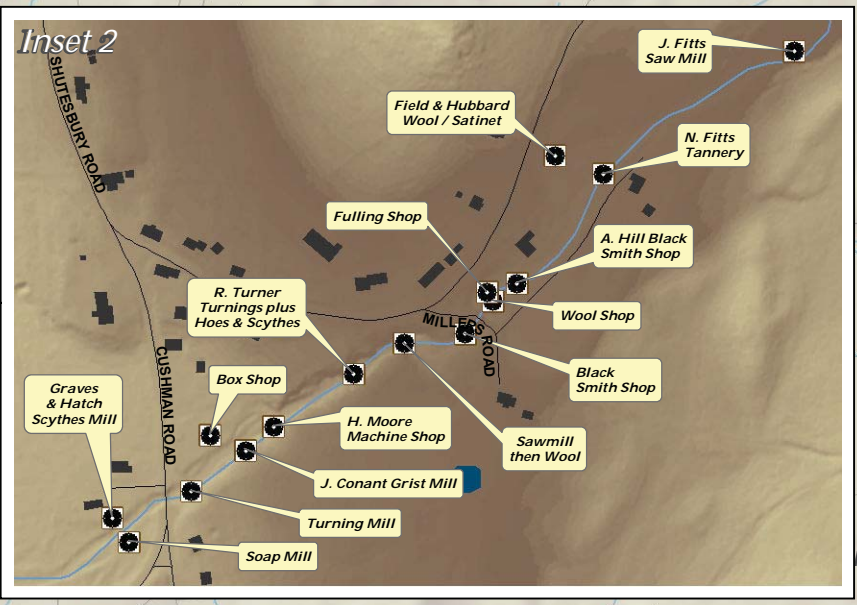 Inset 2
J. Fitts
Saw Mill
SHUTESBURY ROAD
Field & Hubbard
Wool / Satinet
N. Fitts
Tannery
Fulling Shop
A. Hill Black
Smith Shop
R. Turner
Turnings plus
Hoes & Scythes
Wool Shop
MILLERS ROAD
CUSHMAN ROAD
Black
Smith Shop
Box Shop
Graves
& Hatch
Scythes Mill
H. Moore
Machine Shop
Sawmill
then Wool
J. Conant Grist Mill
Turning Mill
Soap Mill